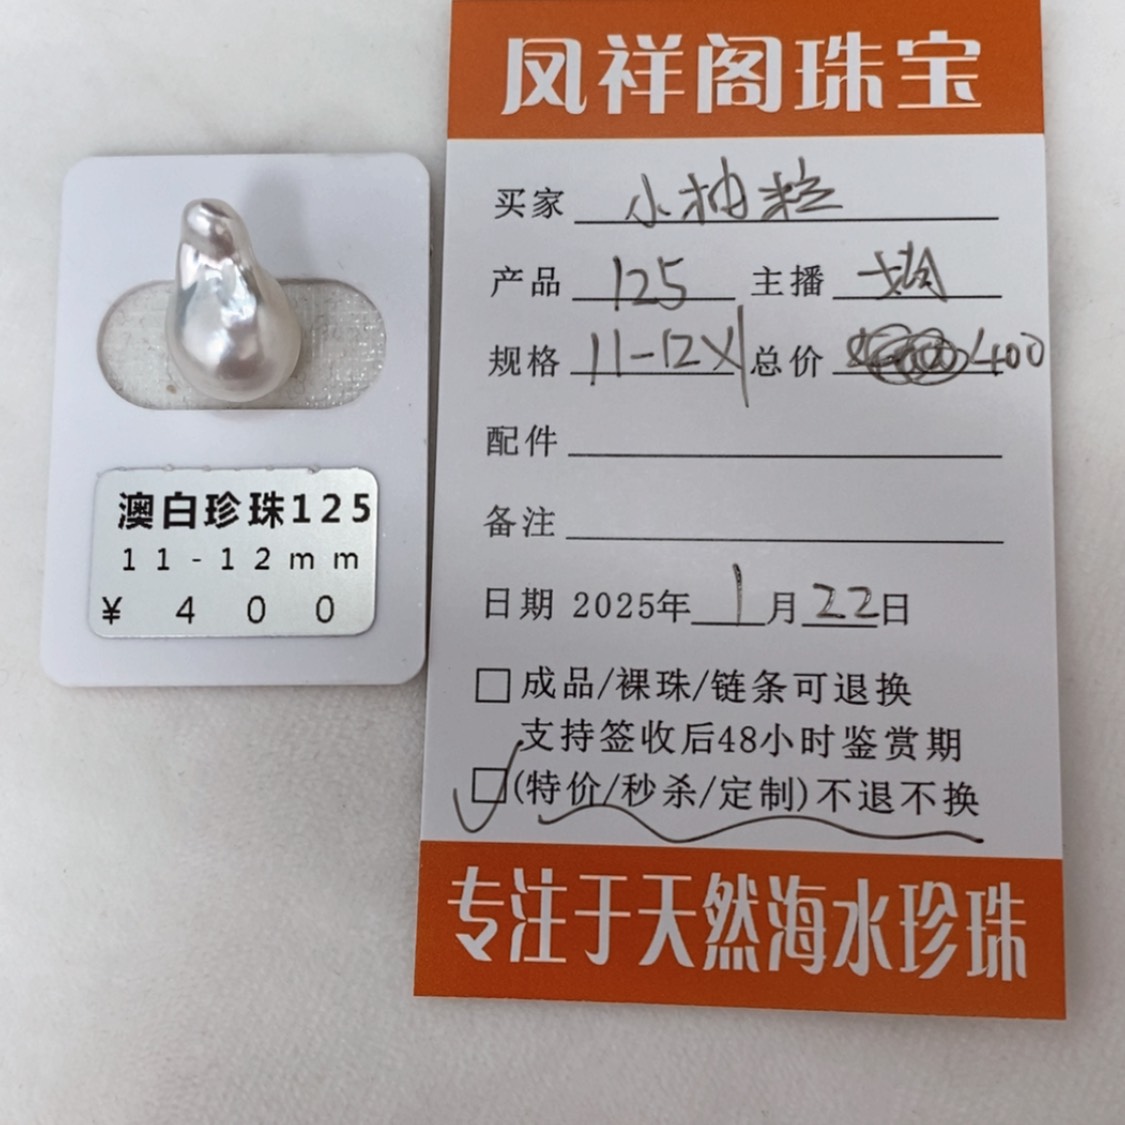 凤祥阁珠宝
买家 小柚粒
产品 125 主播
规格 11-12X1 总价 400
配件
备注
日期 2025年 1 月 22 日
□成品/裸珠/链条可退换
支持签收后48小时鉴赏期
□(特价/秒杀/定制)不退不换
专注于天然海水珍珠
澳白珍珠125
11-12mm
¥ 400